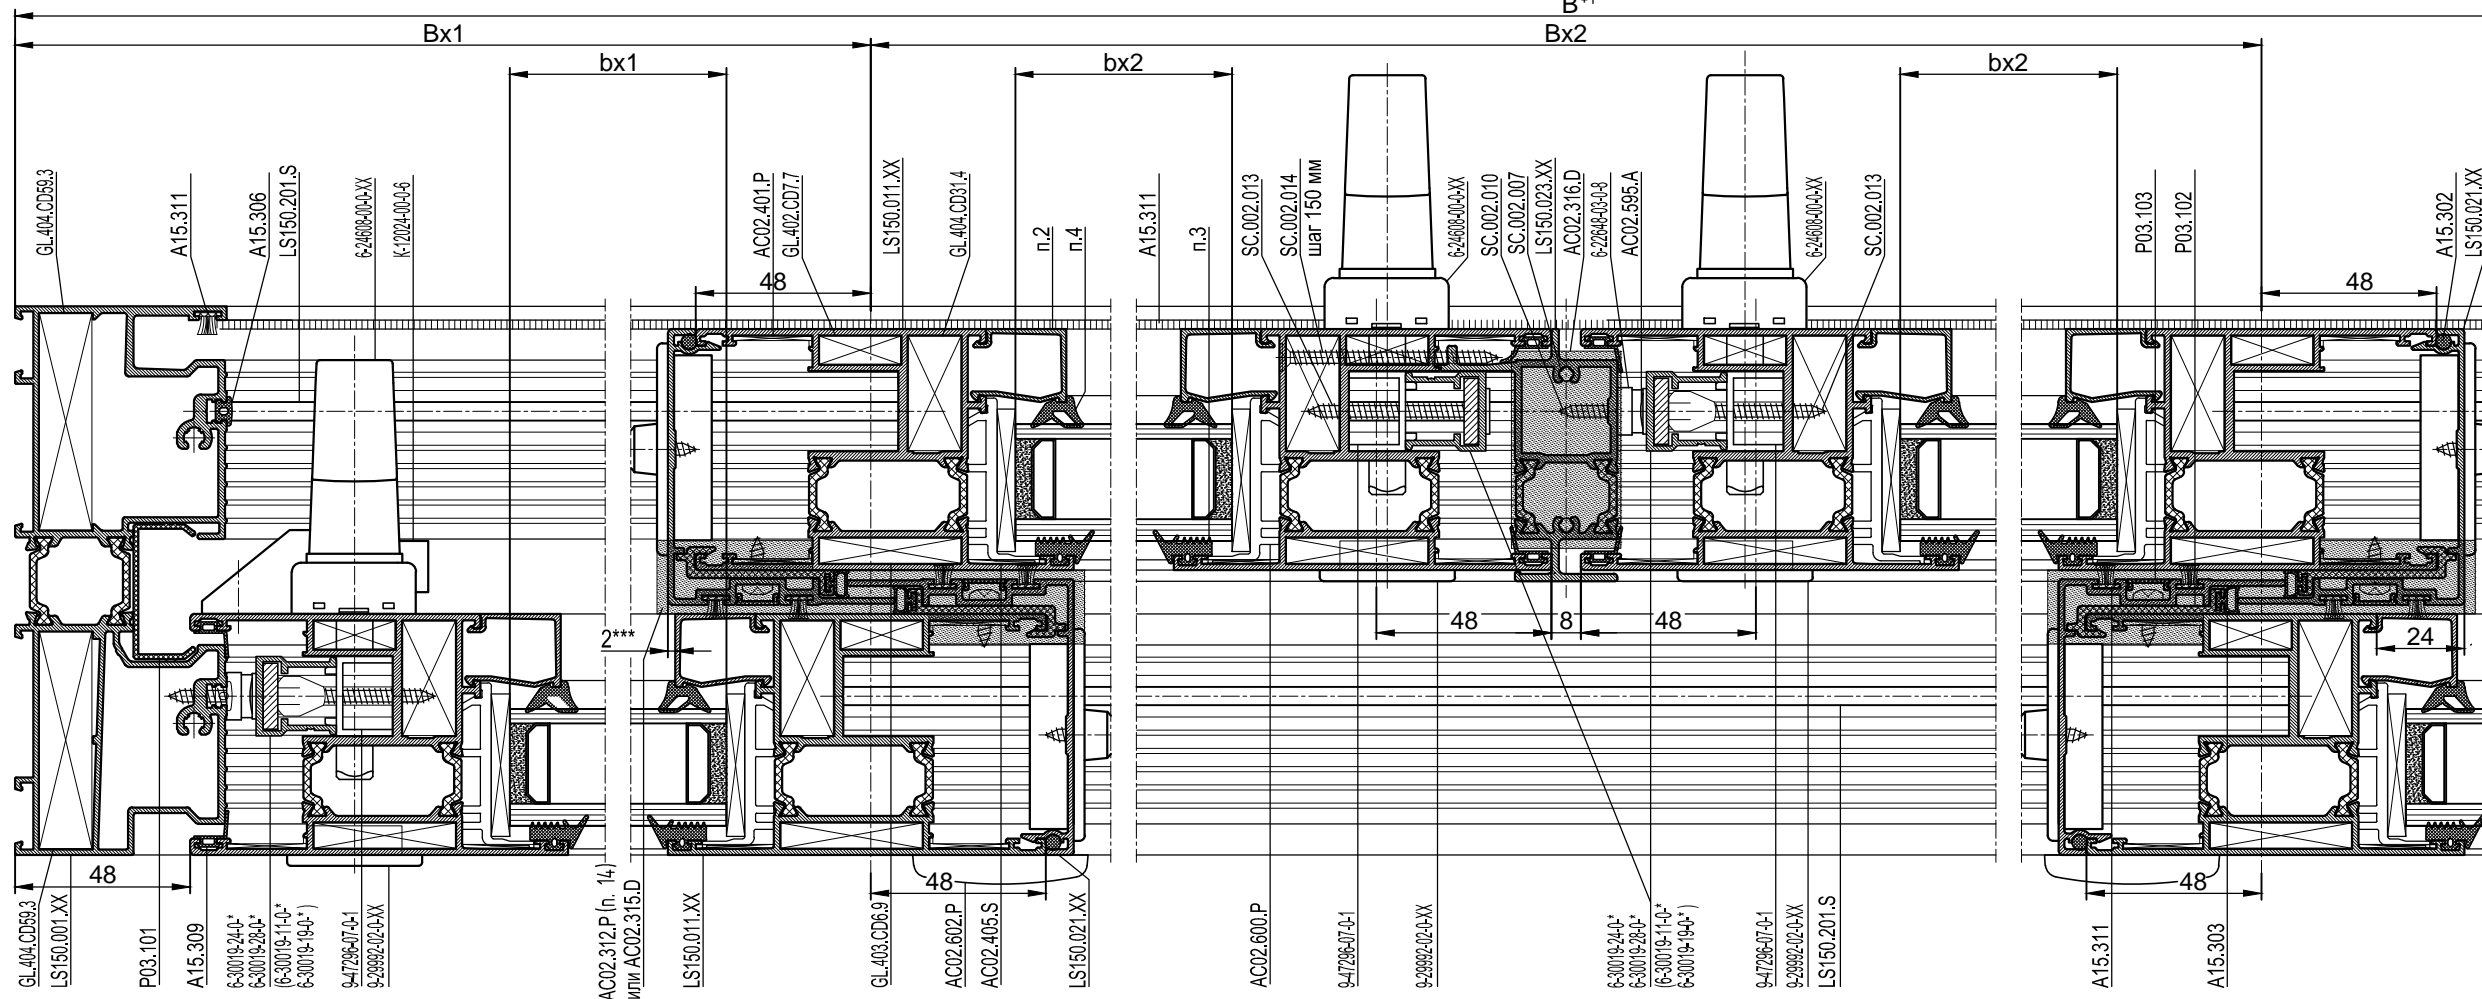 B⁺¹
Bx1
Bx2
bx1
bx2
bx2
GL.404.CD59.3
A15.311
A15.306
LS150.201.S
6-24608-00-0-XX
K-12024-00-0-6
AC02.401.P
GL.402.CD7.7
LS150.011.XX
GL.404.CD31.4
п.2
п.4
A15.311
п.3
SC.002.013
SC.002.014
шаг 150 мм
6-24608-00-0-XX
SC.002.010
SC.002.007
LS150.023.XX
AC02.316.D
6-22648-03-0-8
AC02.595.A
6-24608-00-0-XX
SC.002.013
P03.103
P03.102
A15.302
LS150.021.XX
48
48
2***
48
8
48
24
48
48
48
GL.404.CD59.3
LS150.001.XX
P03.101
A15.309
6-30019-24-0-*
6-30019-28-0-*
(6-30019-11-0-*
6-30019-19-0-*)
9-47296-07-0-1
9-29992-02-0-XX
AC02.312.P (п. 14)
или AC02.315.D
LS150.011.XX
GL.403.CD6.9
AC02.602.P
AC02.405.S
LS150.021.XX
AC02.600.P
9-47296-07-0-1
9-29992-02-0-XX
6-30019-24-0-*
6-30019-28-0-*
(6-30019-11-0-*
6-30019-19-0-*)
9-47296-07-0-1
9-29992-02-0-XX
LS150.201.S
A15.311
A15.303